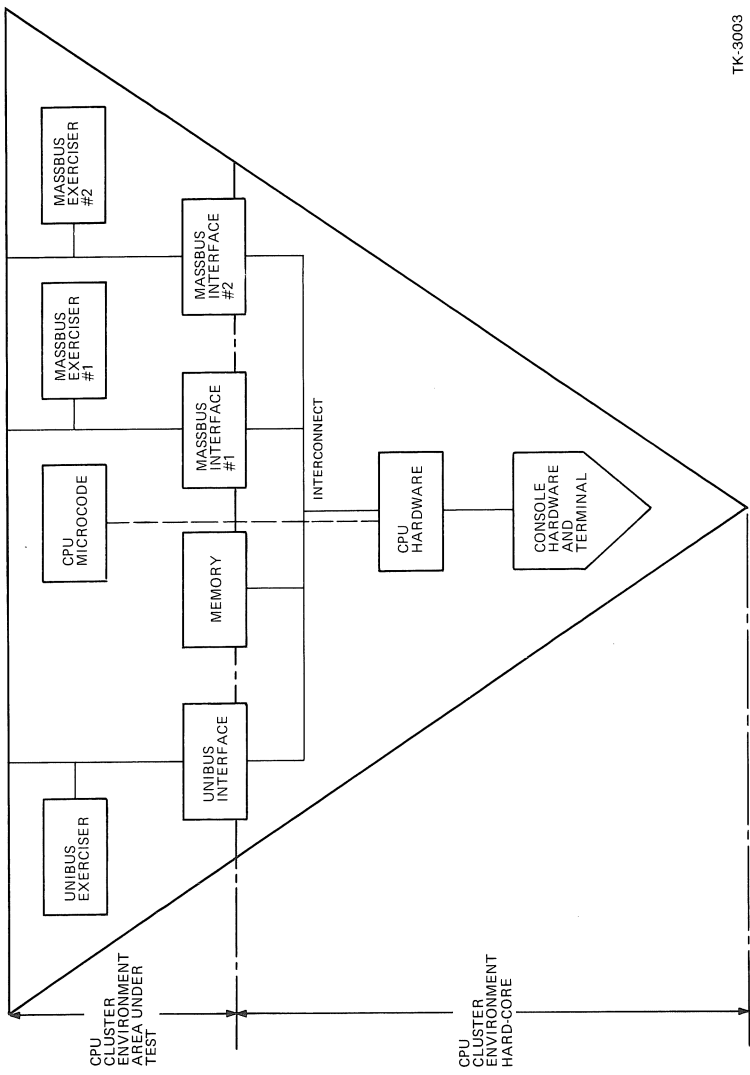 CPU
CLUSTER
ENVIRONMENT
AREA UNDER
TEST
CPU
CLUSTER
ENVIRONMENT
HARD-CORE
UNIBUS
EXERCISER
CPU
MICROCODE
MASSBUS
EXERCISER
#1
MASSBUS
EXERCISER
#2
UNIBUS
INTERFACE
MEMORY
MASSBUS
INTERFACE
#1
MASSBUS
INTERFACE
#2
INTERCONNECT
CPU
HARDWARE
CONSOLE
HARDWARE
AND
TERMINAL
TK-3003